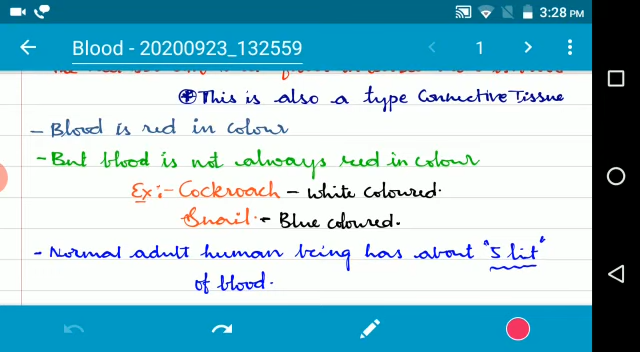 3:28 PM
Blood - 20200923_132559
1
This is also a type Connective Tissue
- Blood is red in colour
- But blood is not always red in colour
Ex:- Cockroach - white coloured.
Snail - Blue coloured.
- Normal adult human being has about "5 lit"
of blood.